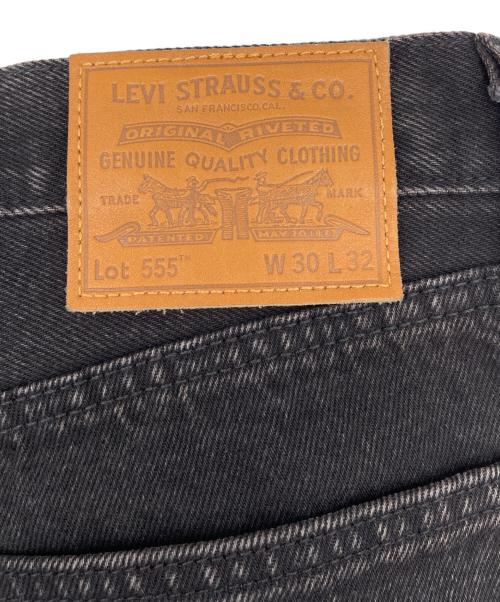 LEVI STRAUSS & CO.
SAN FRANCISCO, CAL.
ORIGINAL RIVETED
GENUINE QUALITY CLOTHING
TRADE MARK
PATENTED MAY 20 1873
Lot 555™ W 30 L 32